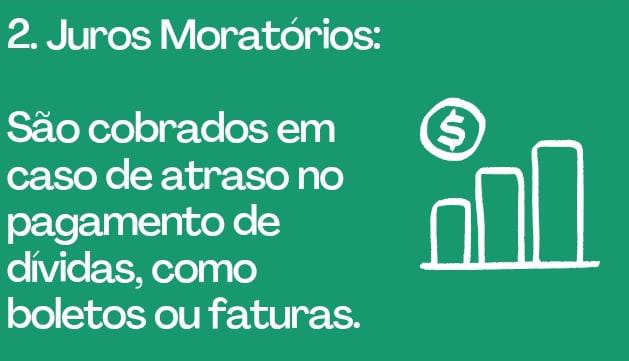 2. Juros Moratórios:
São cobrados em
caso de atraso no
pagamento de
dívidas, como
boletos ou faturas.
$